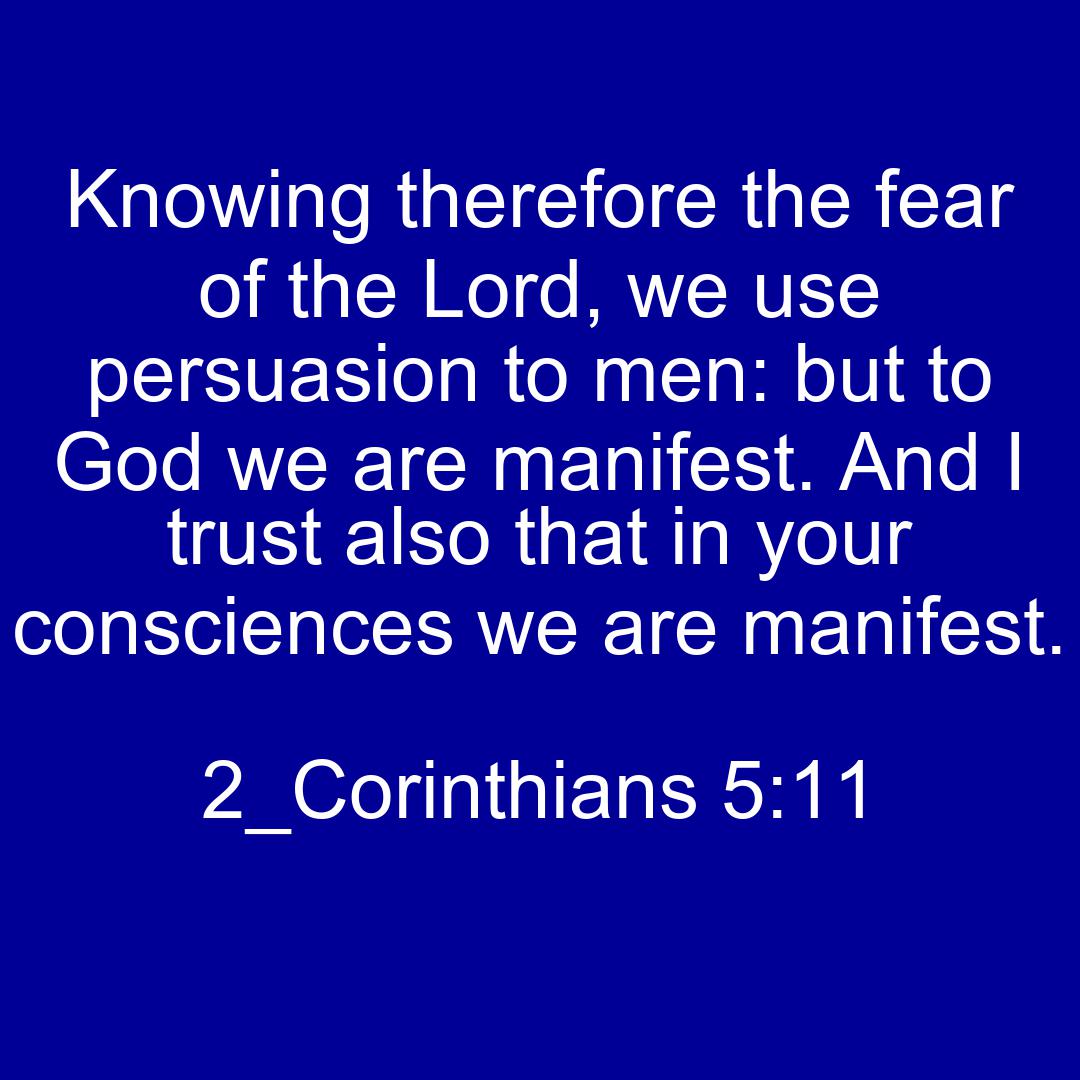 Knowing therefore the fear
of the Lord, we use
persuasion to men: but to
God we are manifest. And I
trust also that in your
consciences we are manifest.
2_Corinthians 5:11